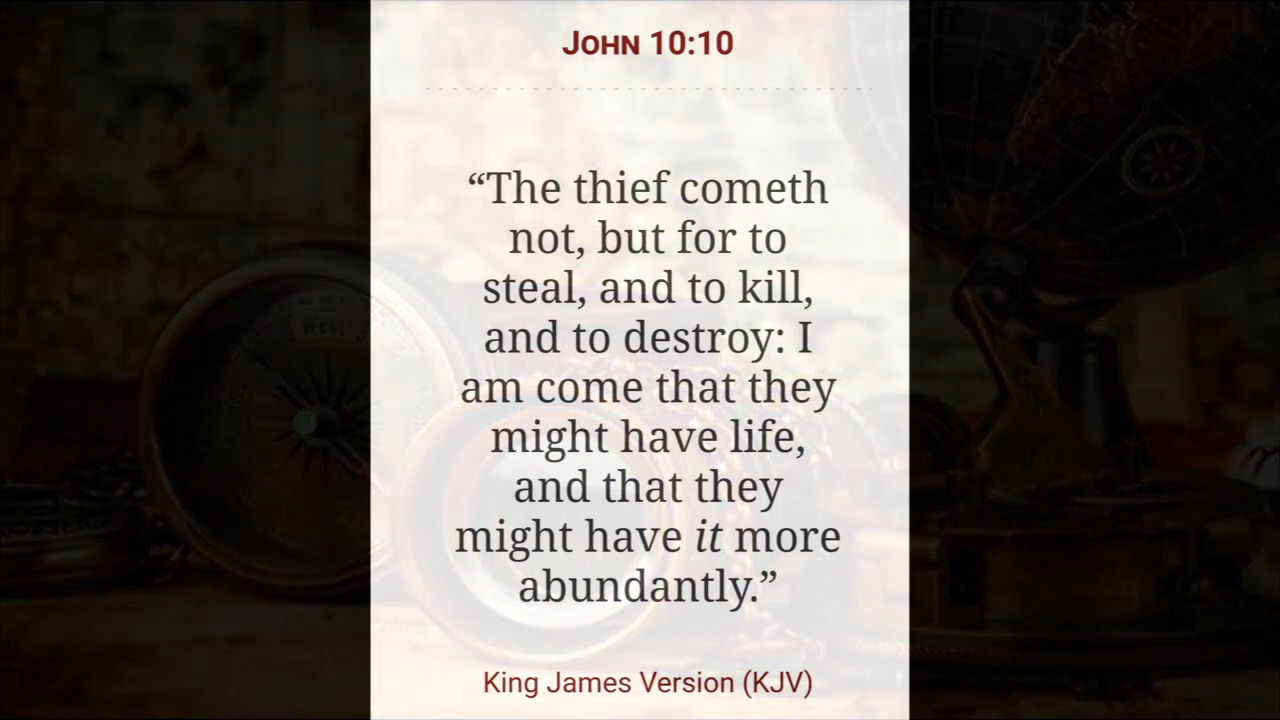 John 10:10
“The thief cometh
not, but for to
steal, and to kill,
and to destroy: I
am come that they
might have life,
and that they
might have it more
abundantly.”
King James Version (KJV)